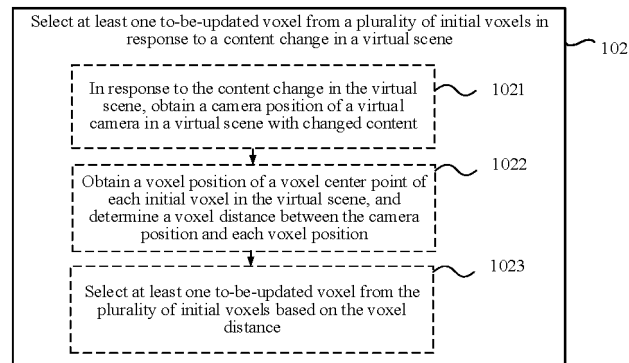 Select at least one to-be-updated voxel from a plurality of initial voxels in
response to a content change in a virtual scene
102
In response to the content change in the virtual
scene, obtain a camera position of a virtual
camera in a virtual scene with changed content
1021
Obtain a voxel position of a voxel center point of
each initial voxel in the virtual scene, and
determine a voxel distance between the camera
position and each voxel position
1022
Select at least one to-be-updated voxel from the
plurality of initial voxels based on the voxel
distance
1023